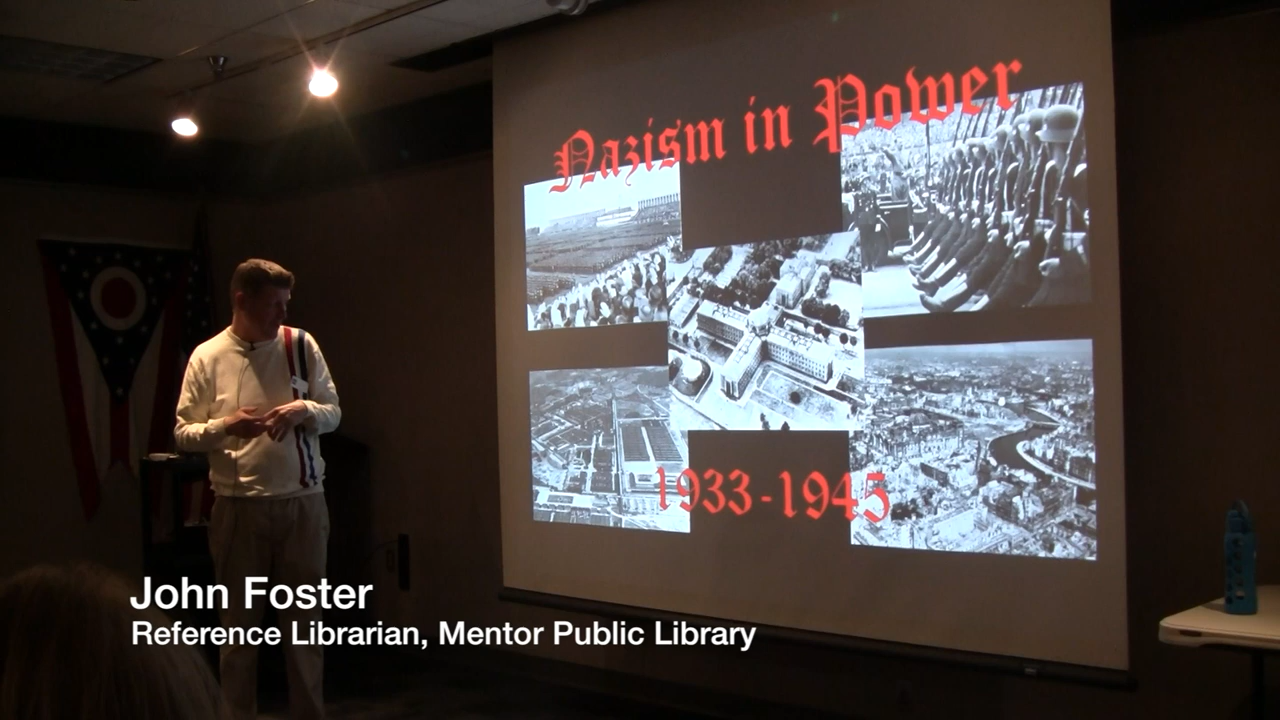 Nazism in Power
1933-1945
John Foster
Reference Librarian, Mentor Public Library